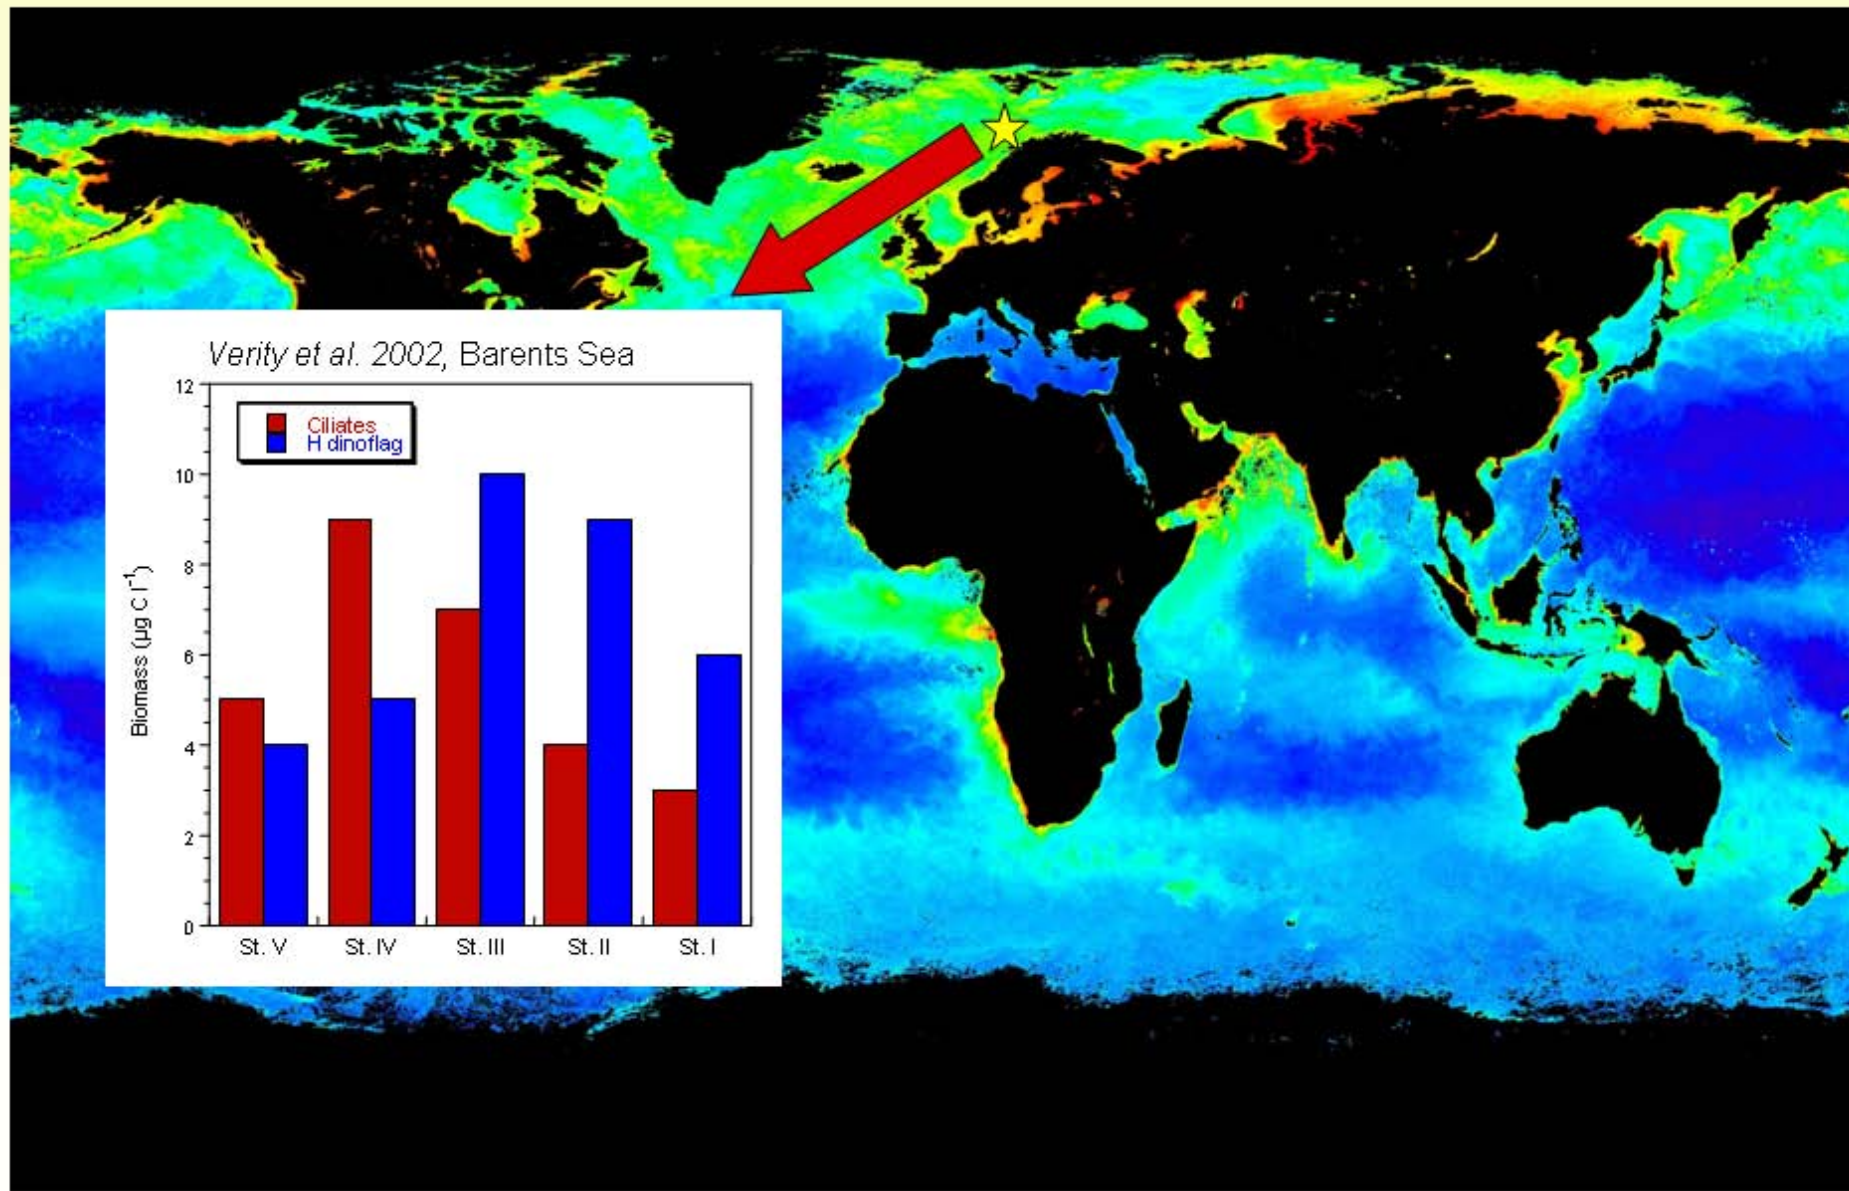 Verity et al. 2002, Barents Sea
12
Ciliates
H dinoflag
10
8
6
4
2
0
Biomass (µg C l⁻¹)
St. V St. IV St. III St. II St. I